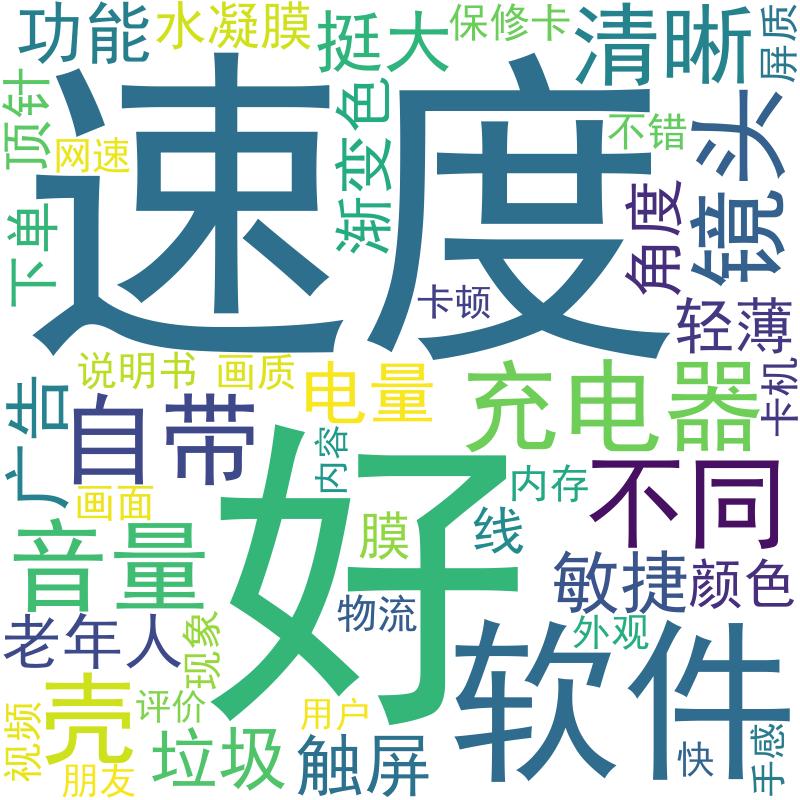 功能
水凝膜
挺大
保修卡
清晰
屏质
顶针
网速
速度
渐变色
不错
镜头
角度
下单
卡顿
轻薄
说明书
画质
电量
充电器
卡机
广告
自带
好
内容
内存
不同
画面
音量
膜
线
敏捷
颜色
老年人
现象
物流
外观
软件
壳
视频
评价
用户
垃圾
触屏
快
手感
朋友